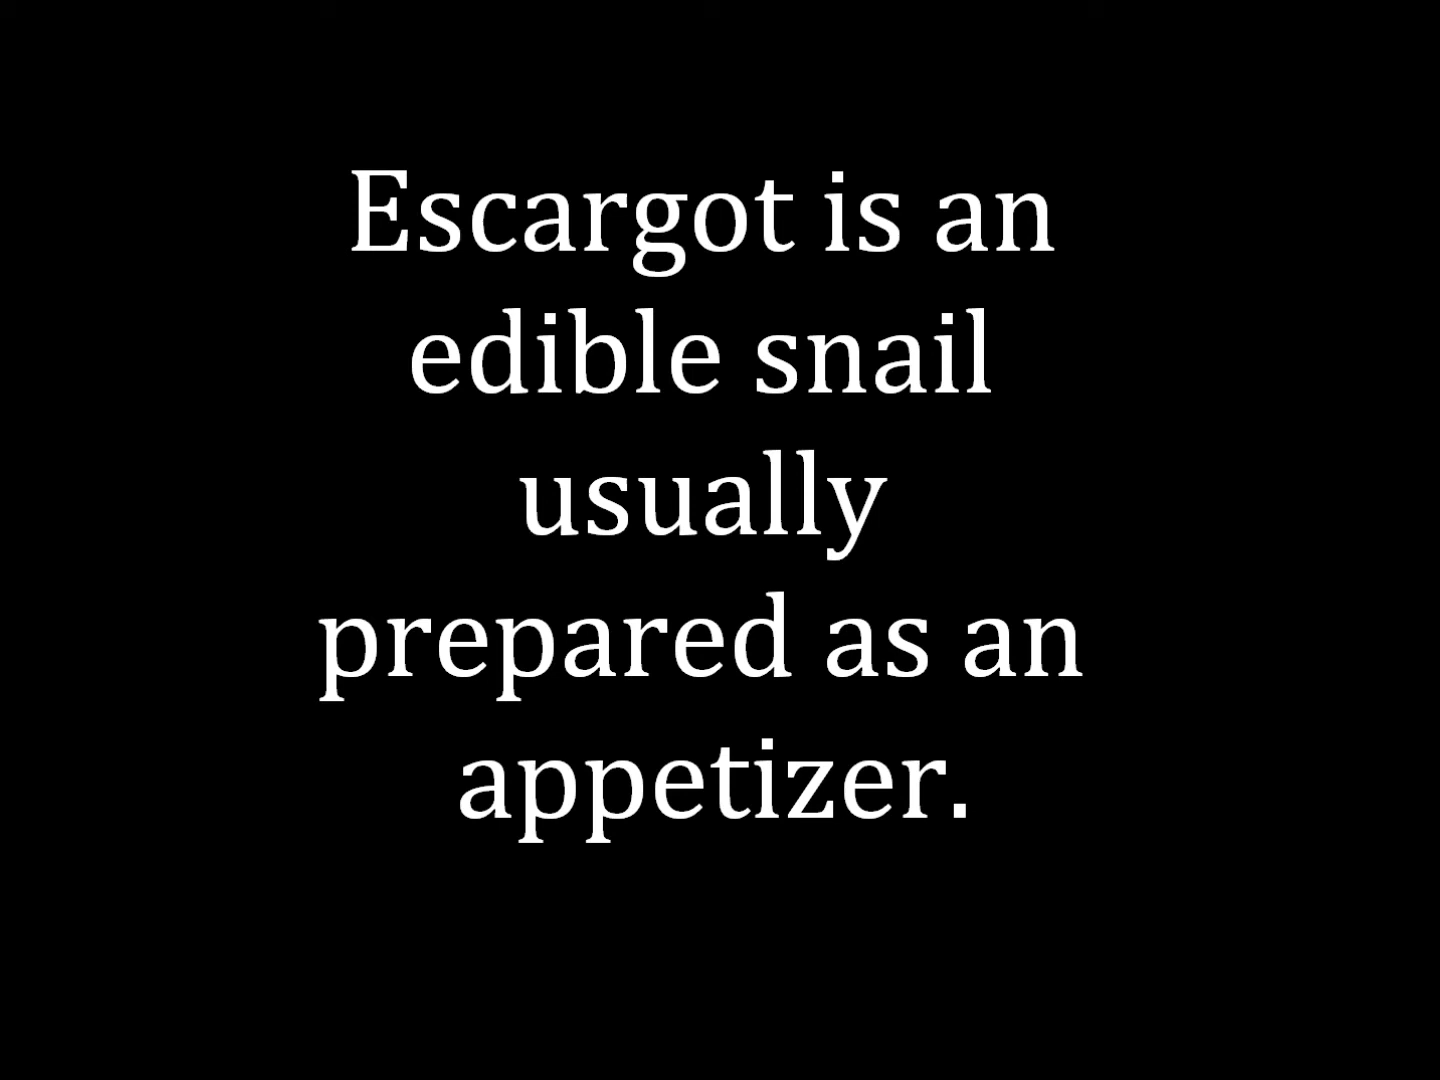 Escargot is an
edible snail
usually
prepared as an
appetizer.